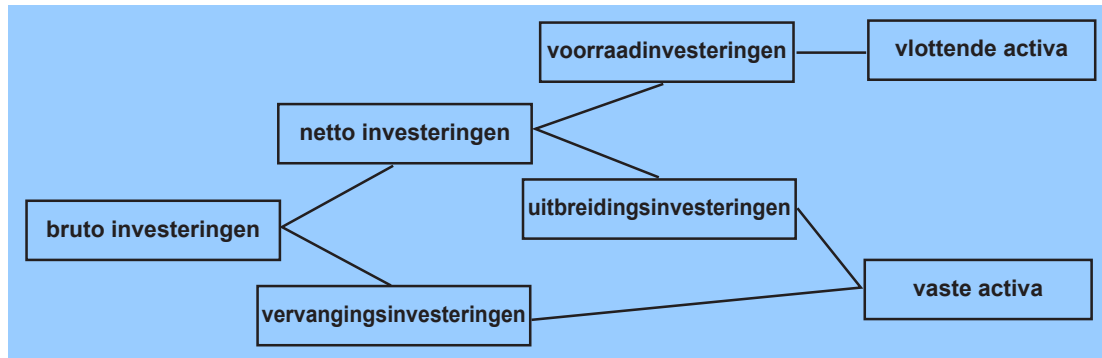 voorraadinvesteringen
vlottende activa
netto investeringen
uitbreidingsinvesteringen
bruto investeringen
vaste activa
vervangingsinvesteringen